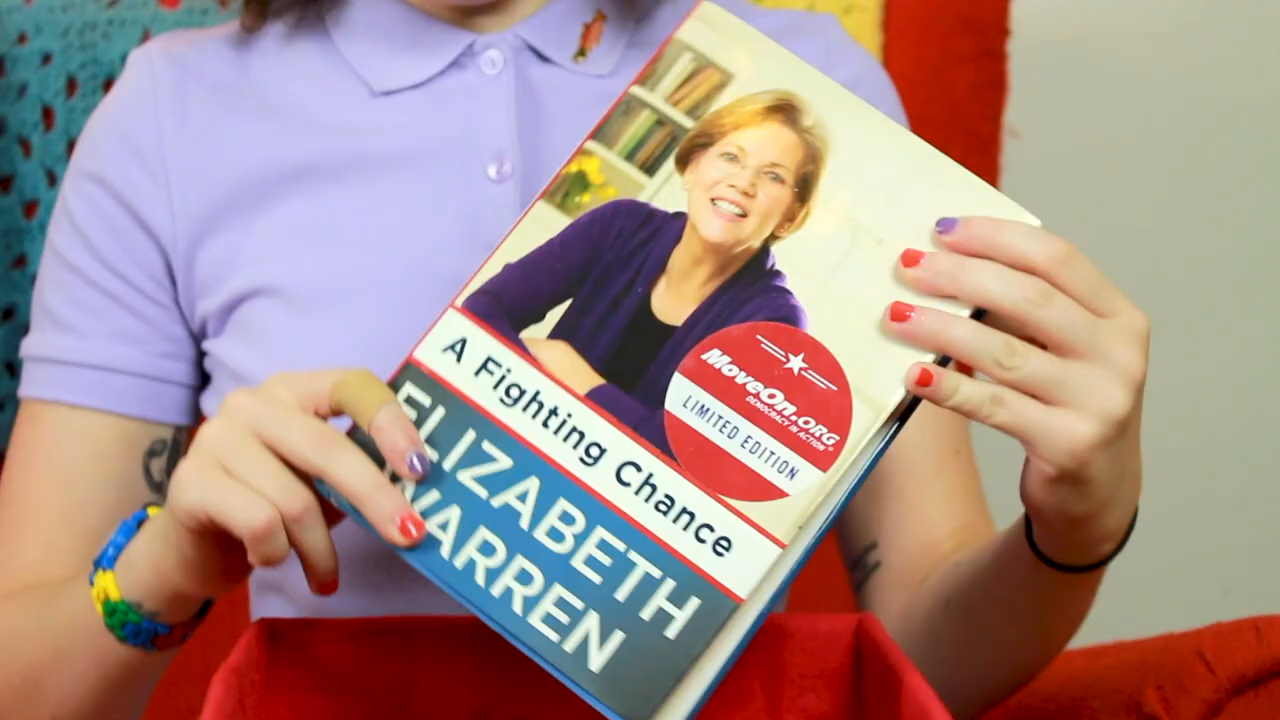 MoveOn.ORG
DEMOCRACY IN ACTION
LIMITED EDITION
A Fighting Chance
ELIZABETH
WARREN